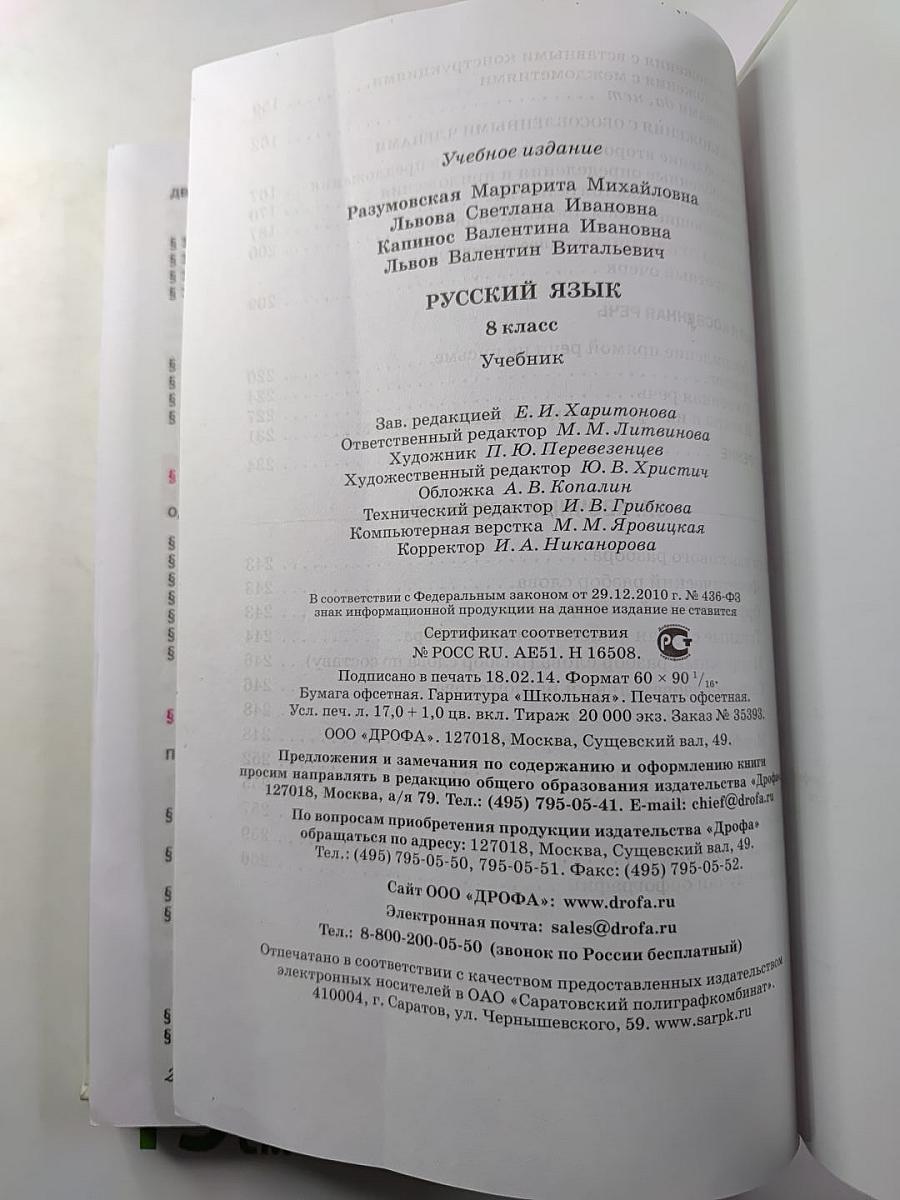 Учебное издание
Разумовская Маргарита Михайловна
Львова Светлана Ивановна
Капинос Валентина Ивановна
Львов Валентин Витальевич
РУССКИЙ ЯЗЫК
8 класс
Учебник
Зав. редакцией Е. И. Харитонова
Ответственный редактор М. М. Литвинова
Художник П. Ю. Перевезенцев
Художественный редактор Ю. В. Христич
Обложка А. В. Копалин
Технический редактор И. В. Грибкова
Компьютерная верстка М. М. Яровицкая
Корректор И. А. Никанорова
В соответствии с Федеральным законом от 29.12.2010 г. № 436-ФЗ
знак информационной продукции на данное издание не ставится
Сертификат соответствия
№ РОСС RU. АЕ51. Н 16508.
Подписано в печать 18.02.14. Формат 60 × 90 1/16.
Бумага офсетная. Гарнитура «Школьная». Печать офсетная.
Усл. печ. л. 17,0 + 1,0 цв. вкл. Тираж 20 000 экз. Заказ № 35393.
ООО «ДРОФА». 127018, Москва, Сущевский вал, 49.
Предложения и замечания по содержанию и оформлению книги
просим направлять в редакцию общего образования издательства «Дрофа»:
127018, Москва, а/я 79. Тел.: (495) 795-05-41. E-mail: chief@drofa.ru
По вопросам приобретения продукции издательства «Дрофа»
обращаться по адресу: 127018, Москва, Сущевский вал, 49.
Тел.: (495) 795-05-50, 795-05-51. Факс: (495) 795-05-52.
Сайт ООО «ДРОФА»: www.drofa.ru
Электронная почта: sales@drofa.ru
Тел.: 8-800-200-05-50 (звонок по России бесплатный)
Отпечатано в соответствии с качеством предоставленных издательством
электронных носителей в ОАО «Саратовский полиграфкомбинат».
410004, г. Саратов, ул. Чернышевского, 59. www.sarpk.ru